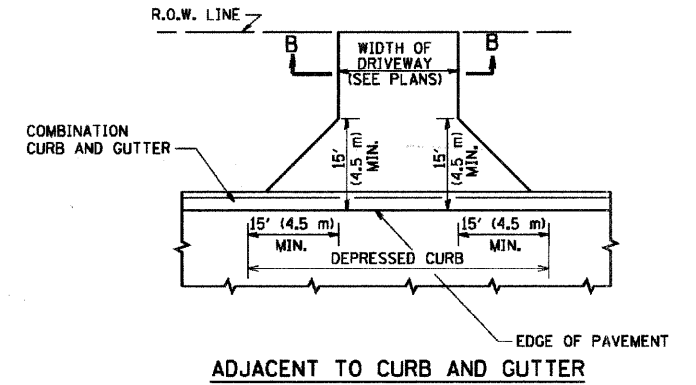 R.O.W. LINE
B
B
WIDTH OF
DRIVEWAY
(SEE PLANS)
COMBINATION
CURB AND GUTTER
15'
(4.5 m)
MIN.
15'
(4.5 m)
MIN.
15' (4.5 m)
MIN.
15' (4.5 m)
MIN.
DEPRESSED CURB
EDGE OF PAVEMENT
ADJACENT TO CURB AND GUTTER